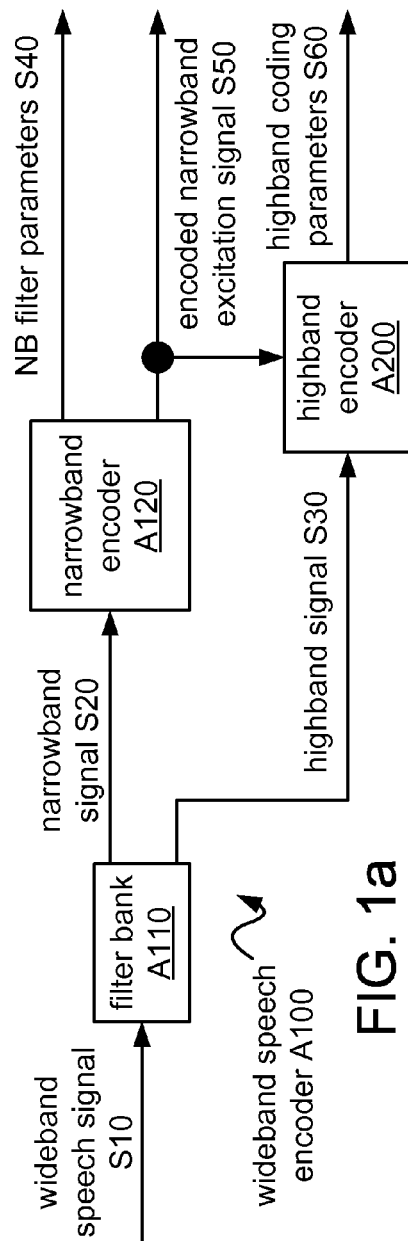 wideband
speech signal
S10
filter bank
A110
narrowband
signal S20
narrowband
encoder
A120
NB filter parameters S40
encoded narrowband
excitation signal S50
highband signal S30
highband
encoder
A200
highband coding
parameters S60
wideband speech
encoder A100
FIG. 1a